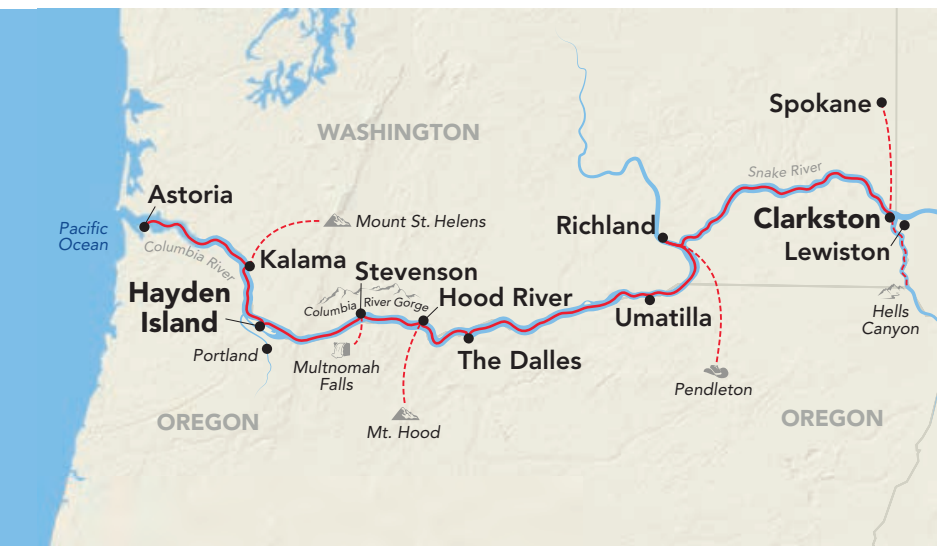 Spokane
WASHINGTON
Snake River
Astoria
Pacific
Ocean
Mount St. Helens
Richland
Clarkston
Lewiston
Columbia River
Kalama
Stevenson
Hayden
Island
Columbia River Gorge
Hood River
Umatilla
Hells
Canyon
Portland
Multnomah
Falls
The Dalles
Pendleton
OREGON
Mt. Hood
OREGON